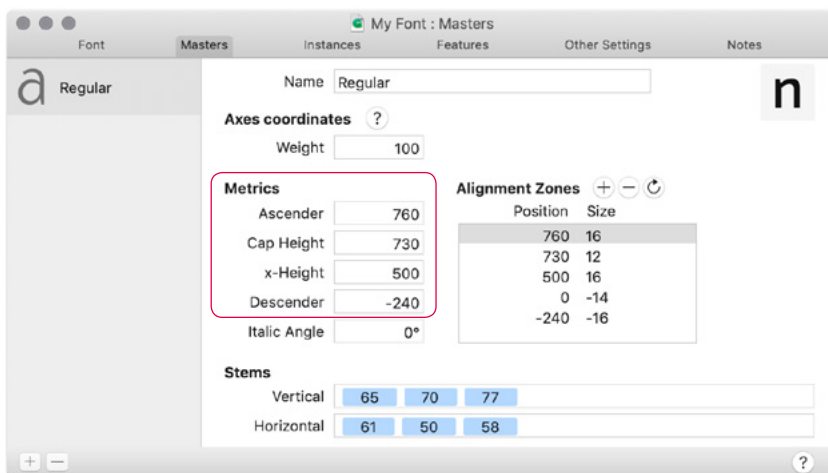 My Font : Masters
Font Masters Instances Features Other Settings Notes
a Regular
Name Regular
n
Axes coordinates ?
Weight 100
Metrics
Ascender 760
Cap Height 730
x-Height 500
Descender -240
Italic Angle 0°
Alignment Zones + − 
Position Size
760 16
730 12
500 16
0 -14
-240 -16
Stems
Vertical 65 70 77
Horizontal 61 50 58
+ − ?